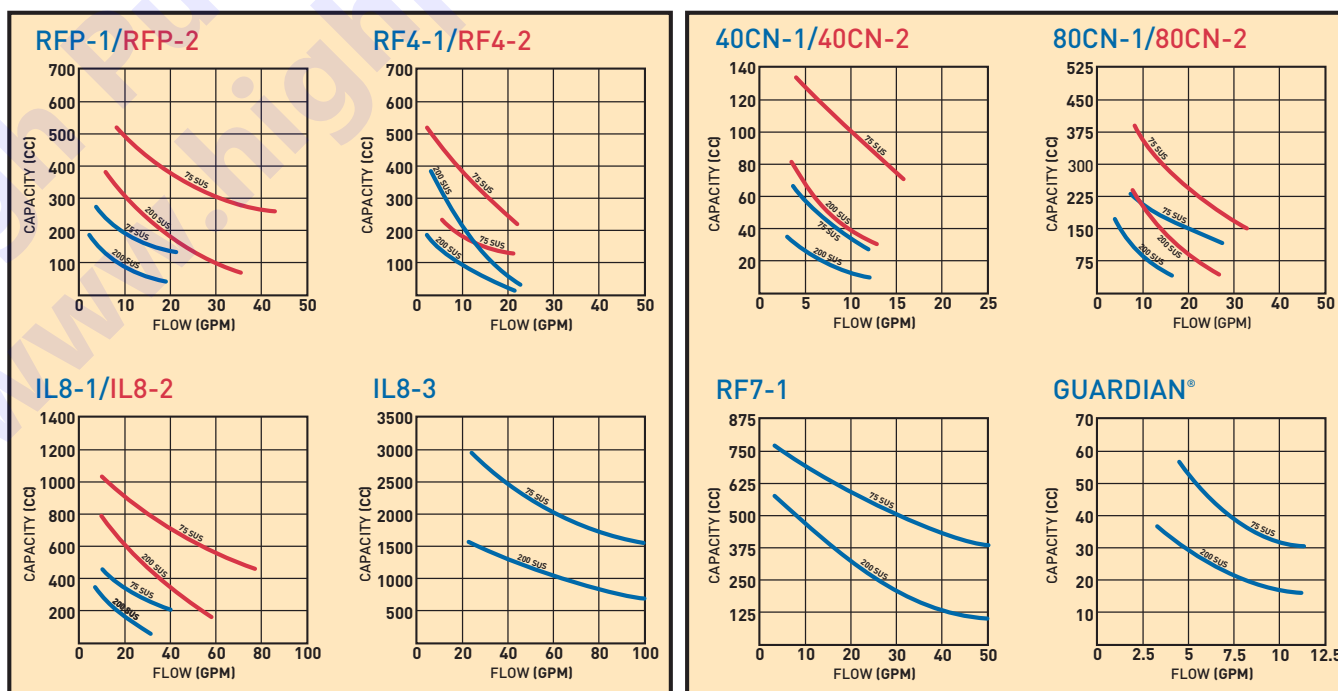 RFP-1/RFP-2
CAPACITY (CC)
700
600
500
400
300
200
100
75 SUS
200 SUS
75 SUS
200 SUS
0 10 20 30 40 50
FLOW (GPM)
RF4-1/RF4-2
CAPACITY (CC)
700
600
500
400
300
200
100
200 SUS
75 SUS
75 SUS
200 SUS
0 10 20 30 40 50
FLOW (GPM)
40CN-1/40CN-2
CAPACITY (CC)
140
120
100
80
60
40
20
75 SUS
200 SUS
75 SUS
200 SUS
0 5 10 15 20 25
FLOW (GPM)
80CN-1/80CN-2
CAPACITY (CC)
525
450
375
300
225
150
75
75 SUS
75 SUS
200 SUS
200 SUS
0 10 20 30 40 50
FLOW (GPM)
IL8-1/IL8-2
CAPACITY (CC)
1400
1200
1000
800
600
400
200
75 SUS
200 SUS
75 SUS
200 SUS
0 20 40 60 80 100
FLOW (GPM)
IL8-3
CAPACITY (CC)
3500
3000
2500
2000
1500
1000
500
75 SUS
200 SUS
0 20 40 60 80 100
FLOW (GPM)
RF7-1
CAPACITY (CC)
875
750
625
500
375
250
125
75 SUS
200 SUS
0 10 20 30 40 50
FLOW (GPM)
GUARDIAN®
CAPACITY (CC)
70
60
50
40
30
20
10
75 SUS
200 SUS
0 2.5 5 7.5 10 12.5
FLOW (GPM)
www.high